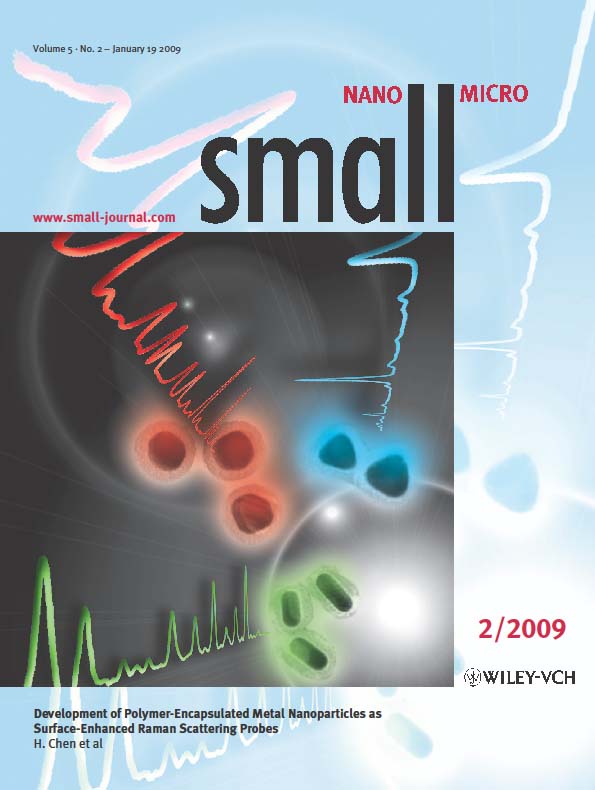 Volume 5 · No. 2 – January 19 2009
NANO MICRO
small
www.small-journal.com
2/2009
WILEY-VCH
Development of Polymer-Encapsulated Metal Nanoparticles as
Surface-Enhanced Raman Scattering Probes
H. Chen et al